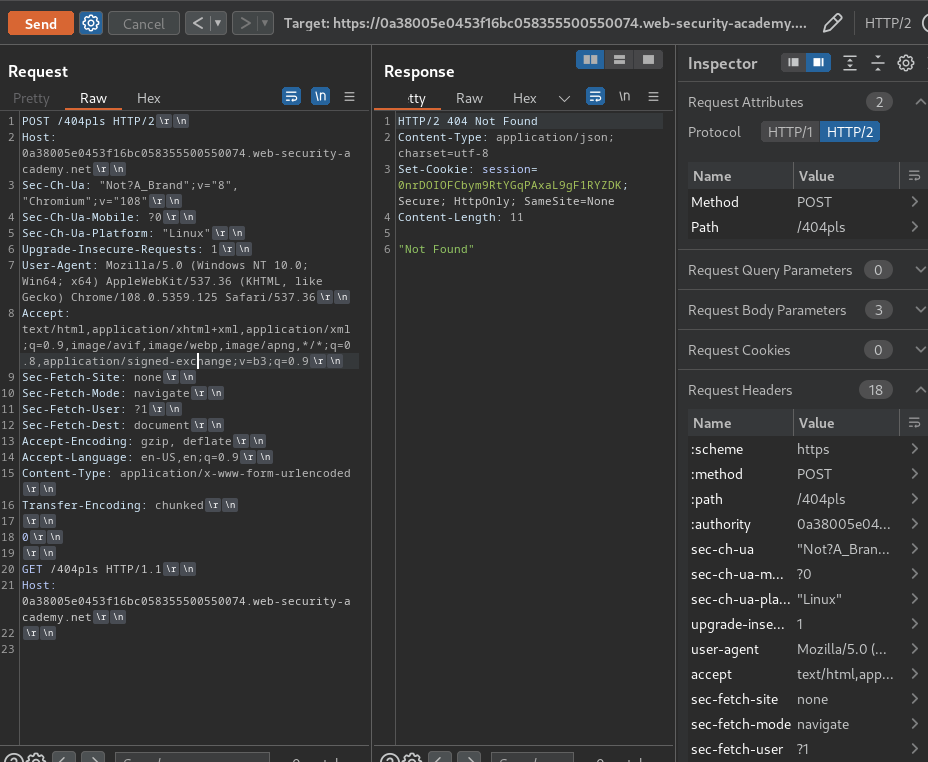 Send
Cancel
<
>
Target: https://0a38005e0453f16bc058355500550074.web-security-academy....
HTTP/2
Request
Pretty Raw Hex
\n
1 POST /404pls HTTP/2 \r \n
2 Host:
0a38005e0453f16bc058355500550074.web-security-a
cademy.net \r \n
3 Sec-Ch-Ua: "Not?A_Brand";v="8",
"Chromium";v="108" \r \n
4 Sec-Ch-Ua-Mobile: ?0 \r \n
5 Sec-Ch-Ua-Platform: "Linux" \r \n
6 Upgrade-Insecure-Requests: 1 \r \n
7 User-Agent: Mozilla/5.0 (Windows NT 10.0;
Win64; x64) AppleWebKit/537.36 (KHTML, like
Gecko) Chrome/108.0.5359.125 Safari/537.36 \r \n
8 Accept:
text/html,application/xhtml+xml,application/xml
;q=0.9,image/avif,image/webp,image/apng,*/*;q=0
.8,application/signed-exchange;v=b3;q=0.9 \r \n
9 Sec-Fetch-Site: none \r \n
10 Sec-Fetch-Mode: navigate \r \n
11 Sec-Fetch-User: ?1 \r \n
12 Sec-Fetch-Dest: document \r \n
13 Accept-Encoding: gzip, deflate \r \n
14 Accept-Language: en-US,en;q=0.9 \r \n
15 Content-Type: application/x-www-form-urlencoded
\r \n
16 Transfer-Encoding: chunked \r \n
17 \r \n
18 0 \r \n
19 \r \n
20 GET /404pls HTTP/1.1 \r \n
21 Host:
0a38005e0453f16bc058355500550074.web-security-a
cademy.net \r \n
22 \r \n
23
Response
tty Raw Hex
\n
1 HTTP/2 404 Not Found
2 Content-Type: application/json;
charset=utf-8
3 Set-Cookie: session=
0nrDOIOFCbym9RtYGqPAxaL9gF1RYZDK;
Secure; HttpOnly; SameSite=None
4 Content-Length: 11
5
6 "Not Found"
Inspector
Request Attributes 2
Protocol HTTP/1 HTTP/2
Name Value
Method POST
Path /404pls
Request Query Parameters 0
Request Body Parameters 3
Request Cookies 0
Request Headers 18
Name Value
:scheme https
:method POST
:path /404pls
:authority 0a38005e04...
sec-ch-ua "Not?A_Bran...
sec-ch-ua-m... ?0
sec-ch-ua-pla... "Linux"
upgrade-inse... 1
user-agent Mozilla/5.0 (...
accept text/html,app...
sec-fetch-site none
sec-fetch-mode navigate
sec-fetch-user ?1